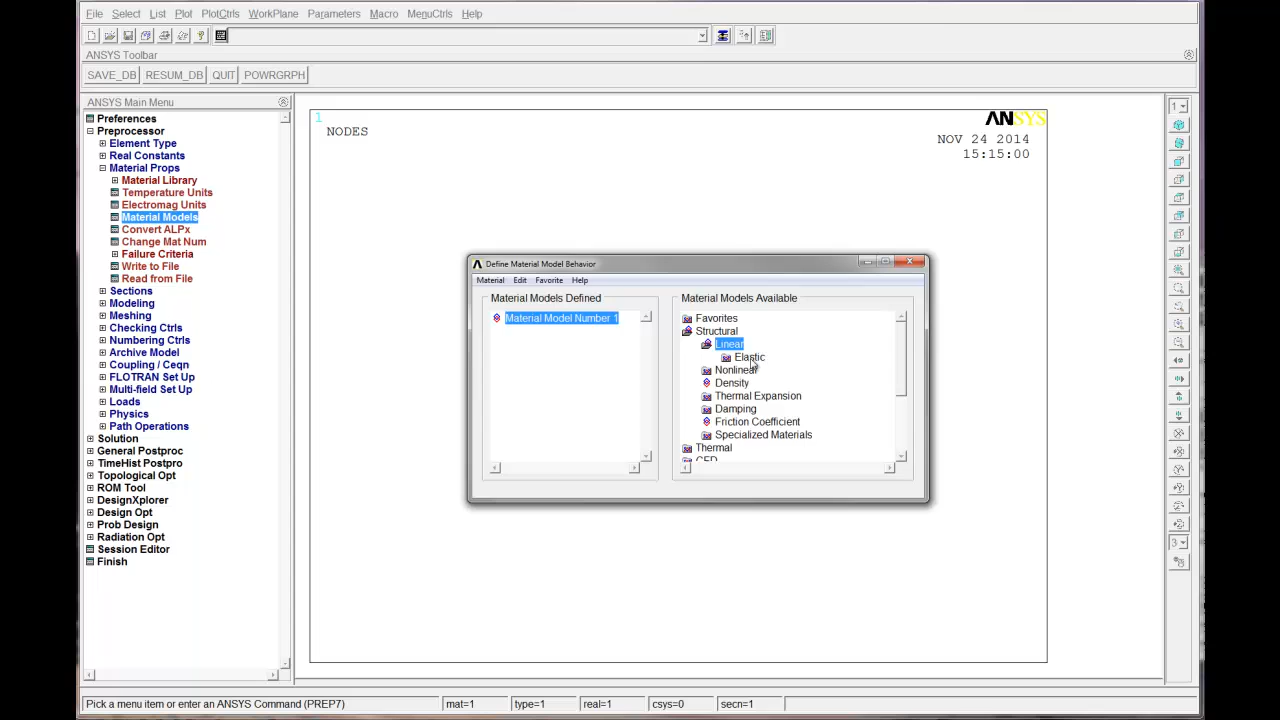 File Select List Plot PlotCtrls WorkPlane Parameters Macro MenuCtrls Help
ANSYS Toolbar
SAVE_DB RESUM_DB QUIT POWRGRPH
ANSYS Main Menu
Preferences
Preprocessor
Element Type
Real Constants
Material Props
Material Library
Temperature Units
Electromag Units
Material Models
Convert ALPx
Change Mat Num
Failure Criteria
Write to File
Read from File
Sections
Modeling
Meshing
Checking Ctrls
Numbering Ctrls
Archive Model
Coupling / Ceqn
FLOTRAN Set Up
Multi-field Set Up
Loads
Physics
Path Operations
Solution
General Postproc
TimeHist Postpro
Topological Opt
ROM Tool
DesignXplorer
Design Opt
Prob Design
Radiation Opt
Session Editor
Finish
1
NODES
ANSYS
NOV 24 2014
15:15:00
Define Material Model Behavior
Material Edit Favorite Help
Material Models Defined
Material Model Number 1
Material Models Available
Favorites
Structural
Linear
Elastic
Nonlinear
Density
Thermal Expansion
Damping
Friction Coefficient
Specialized Materials
Thermal
CFD
1
3
Pick a menu item or enter an ANSYS Command (PREP7) mat=1 type=1 real=1 csys=0 secn=1